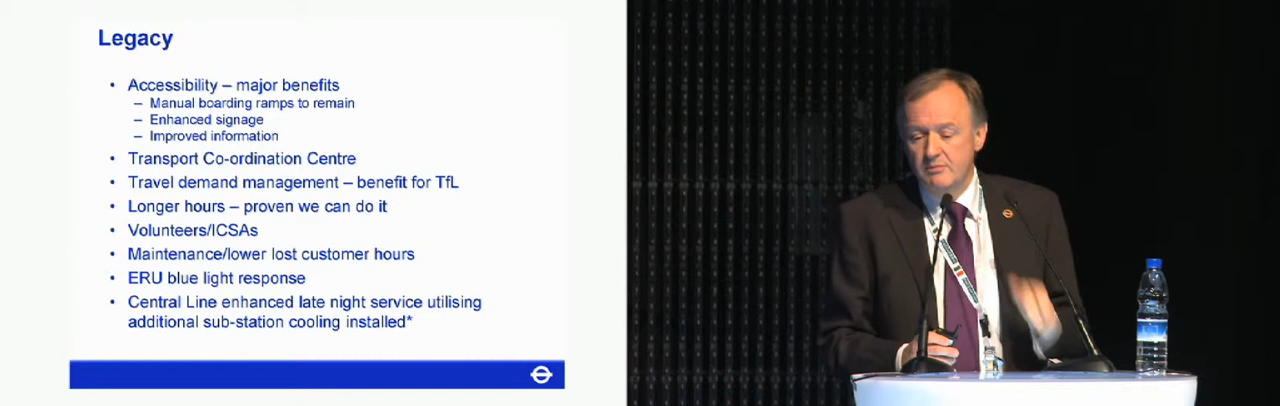 Legacy
• Accessibility – major benefits
– Manual boarding ramps to remain
– Enhanced signage
– Improved information
• Transport Co-ordination Centre
• Travel demand management – benefit for TfL
• Longer hours – proven we can do it
• Volunteers/ICSAs
• Maintenance/lower lost customer hours
• ERU blue light response
• Central Line enhanced late night service utilising
additional sub-station cooling installed*